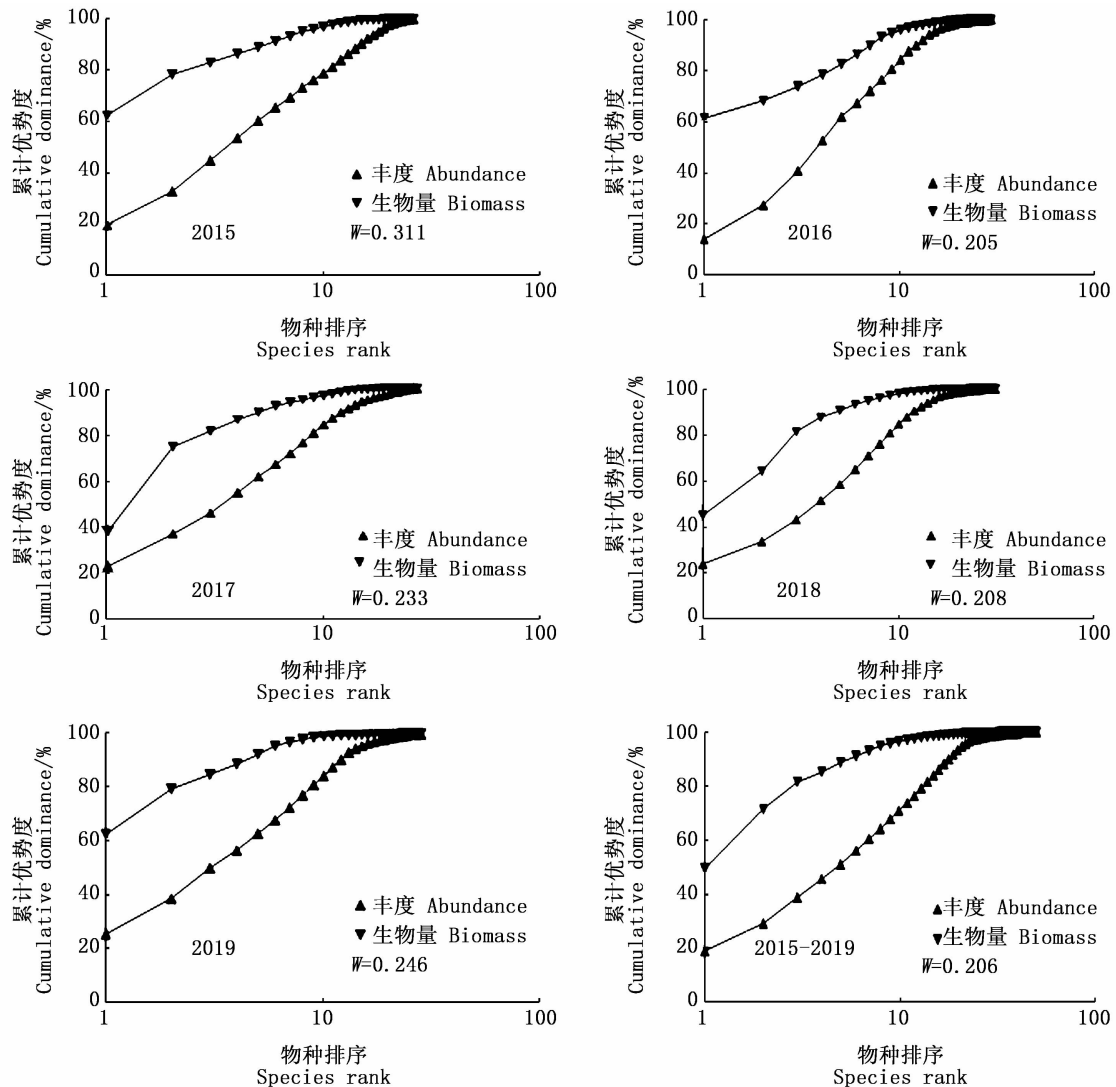 累计优势度
Cumulative dominance/%
100
80
60
40
20
0
丰度 Abundance
生物量 Biomass
W=0.311
2015
1
10
100
物种排序
Species rank
累计优势度
Cumulative dominance/%
100
80
60
40
20
0
丰度 Abundance
生物量 Biomass
W=0.205
2016
1
10
100
物种排序
Species rank
累计优势度
Cumulative dominance/%
100
80
60
40
20
0
丰度 Abundance
生物量 Biomass
W=0.233
2017
1
10
100
物种排序
Species rank
累计优势度
Cumulative dominance/%
100
80
60
40
20
0
丰度 Abundance
生物量 Biomass
W=0.208
2018
1
10
100
物种排序
Species rank
累计优势度
Cumulative dominance/%
100
80
60
40
20
0
丰度 Abundance
生物量 Biomass
W=0.246
2019
1
10
100
物种排序
Species rank
累计优势度
Cumulative dominance/%
100
80
60
40
20
0
丰度 Abundance
生物量 Biomass
W=0.206
2015-2019
1
10
100
物种排序
Species rank